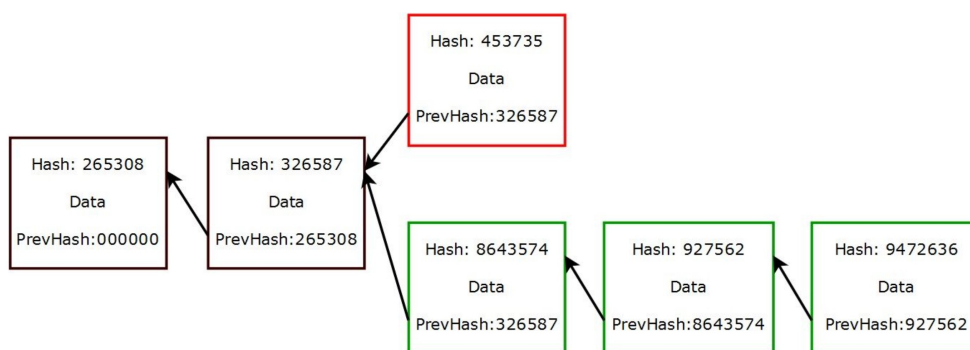 Hash: 453735
Data
PrevHash:326587
Hash: 265308
Data
PrevHash:000000
Hash: 326587
Data
PrevHash:265308
Hash: 8643574
Data
PrevHash:326587
Hash: 927562
Data
PrevHash:8643574
Hash: 9472636
Data
PrevHash:927562